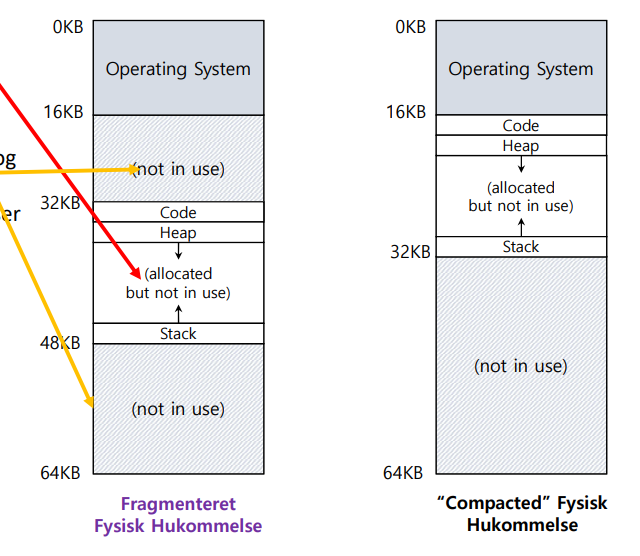 0KB
Operating System
16KB
(not in use)
og
er
32KB
Code
Heap
(allocated
but not in use)
Stack
48KB
(not in use)
64KB
Fragmenteret
Fysisk Hukommelse
0KB
Operating System
16KB
Code
Heap
(allocated
but not in use)
Stack
32KB
(not in use)
64KB
“Compacted” Fysisk
Hukommelse